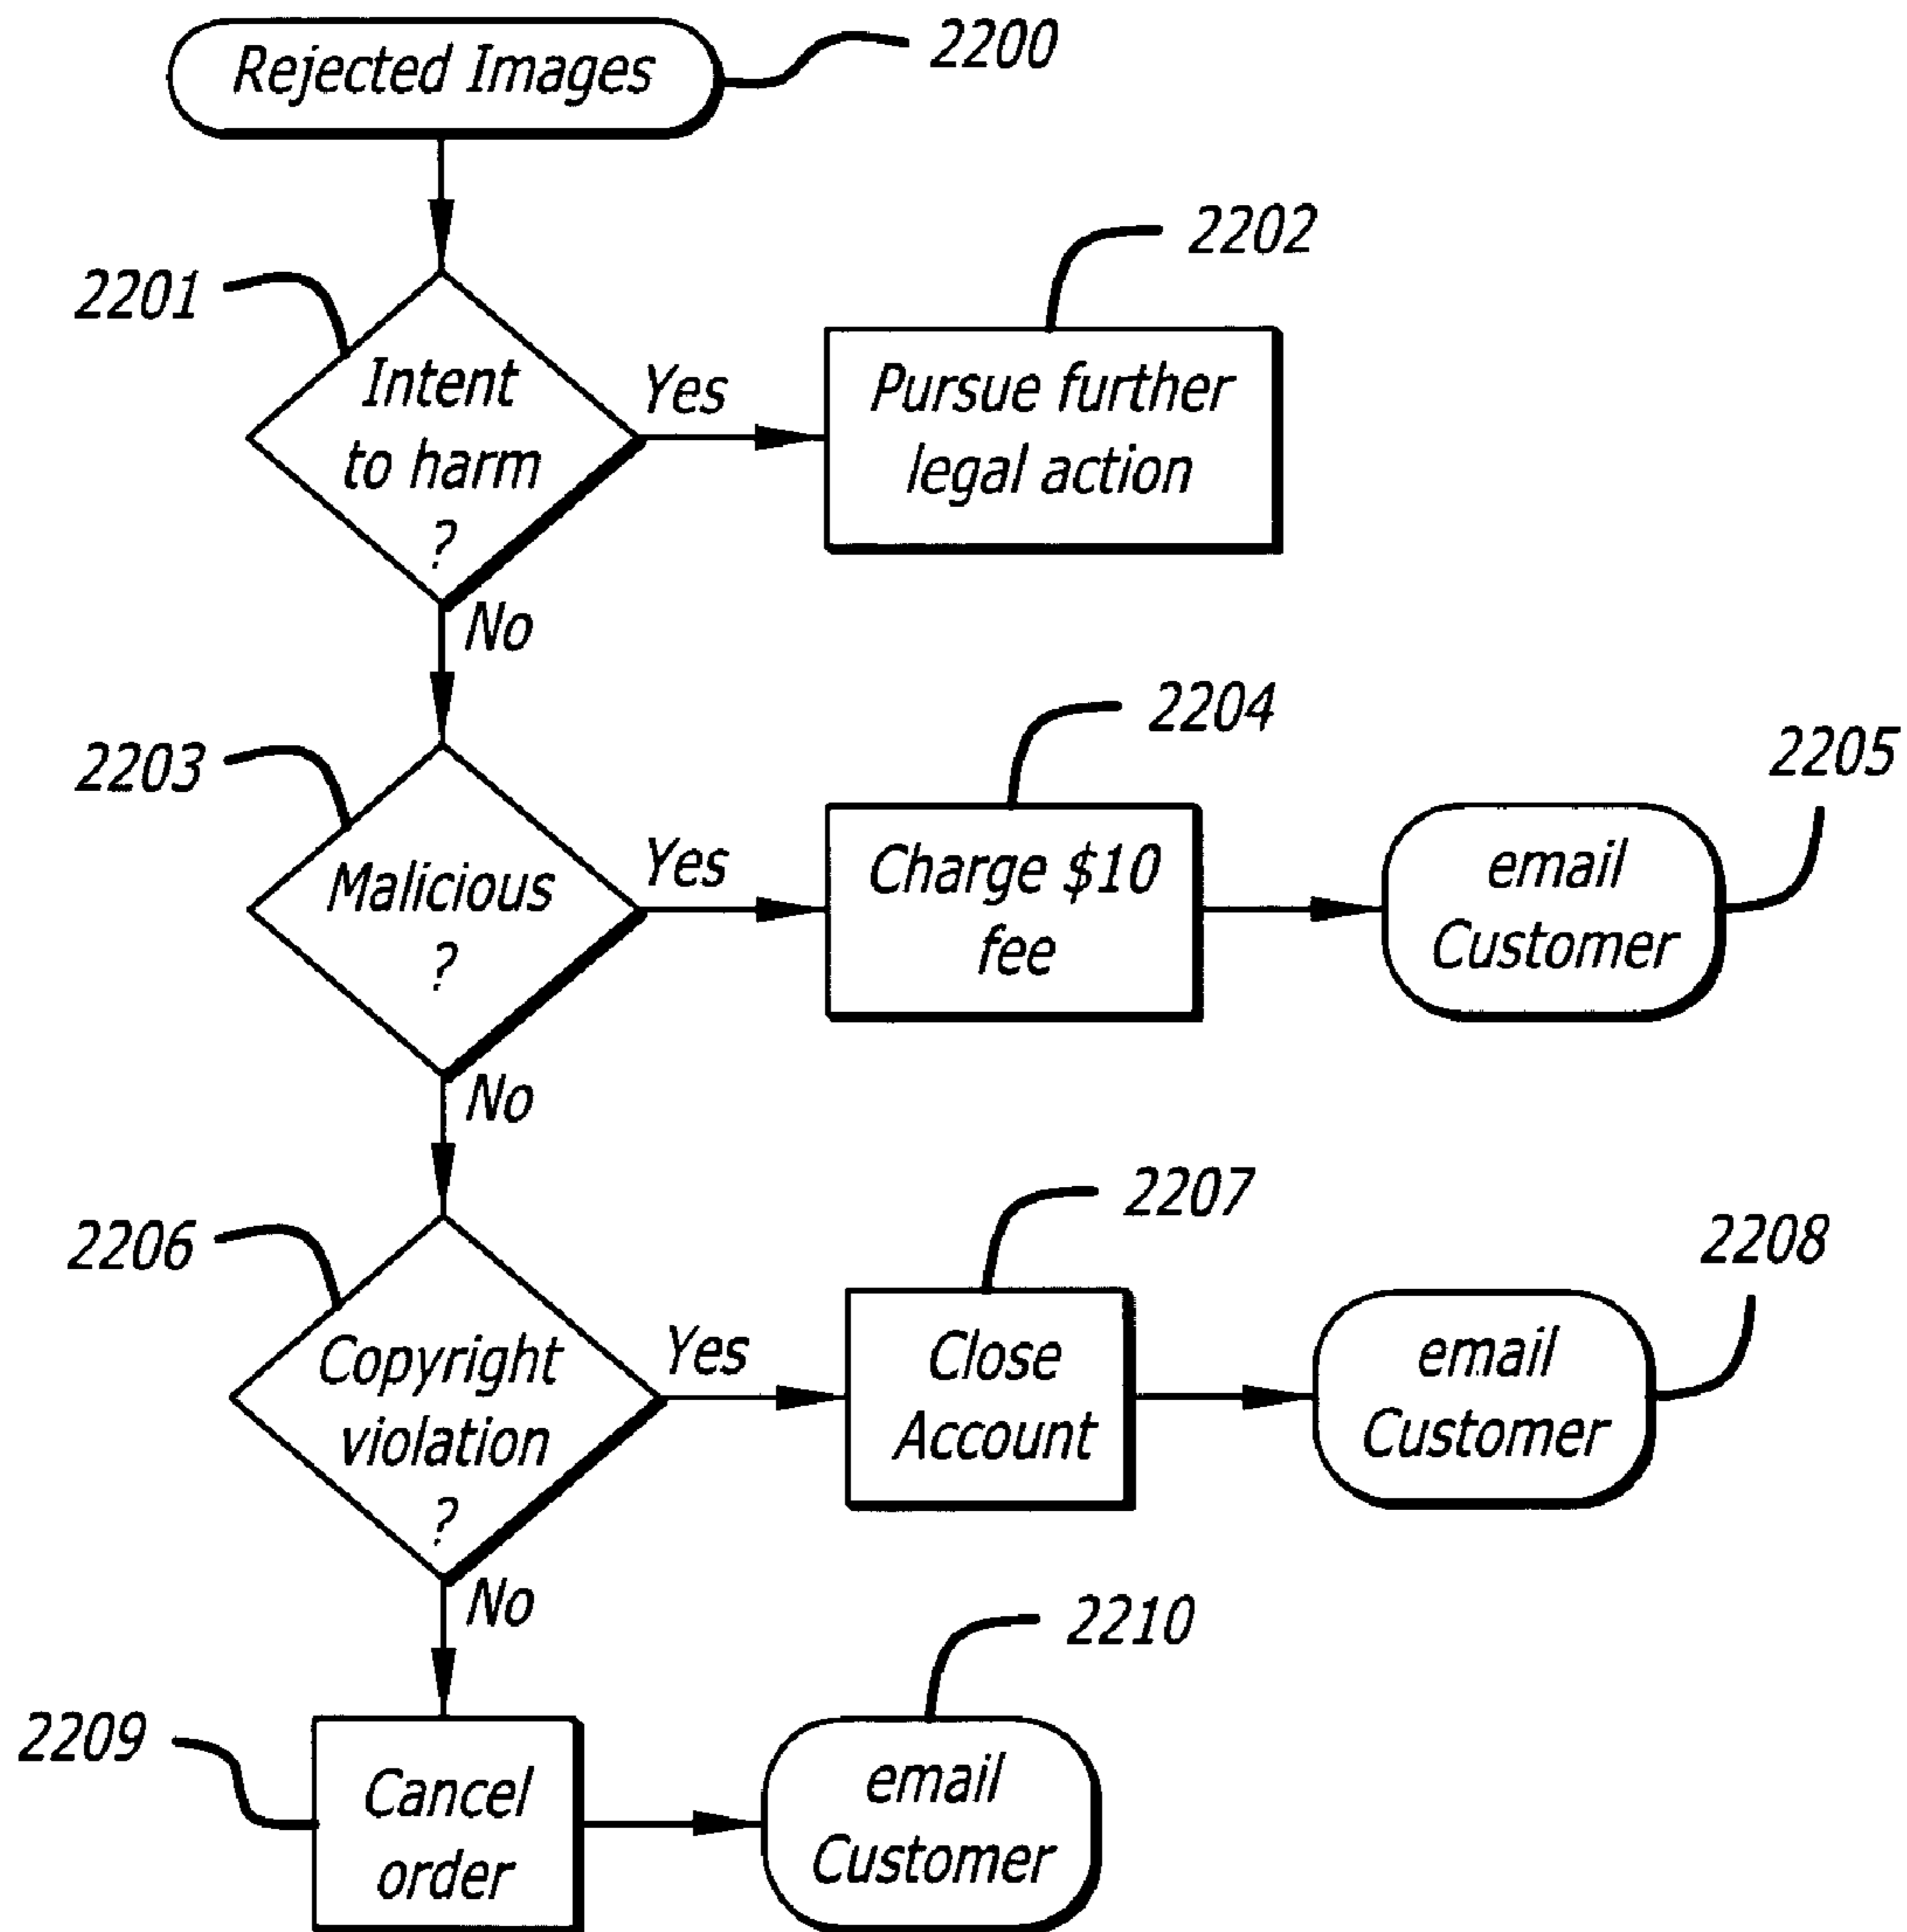 Rejected Images
2200
2201
Intent
to harm
?
Yes
2202
Pursue further
legal action
No
2203
Malicious
?
Yes
2204
Charge $10
fee
2205
email
Customer
No
2206
Copyright
violation
?
Yes
2207
Close
Account
2208
email
Customer
No
2209
Cancel
order
2210
email
Customer